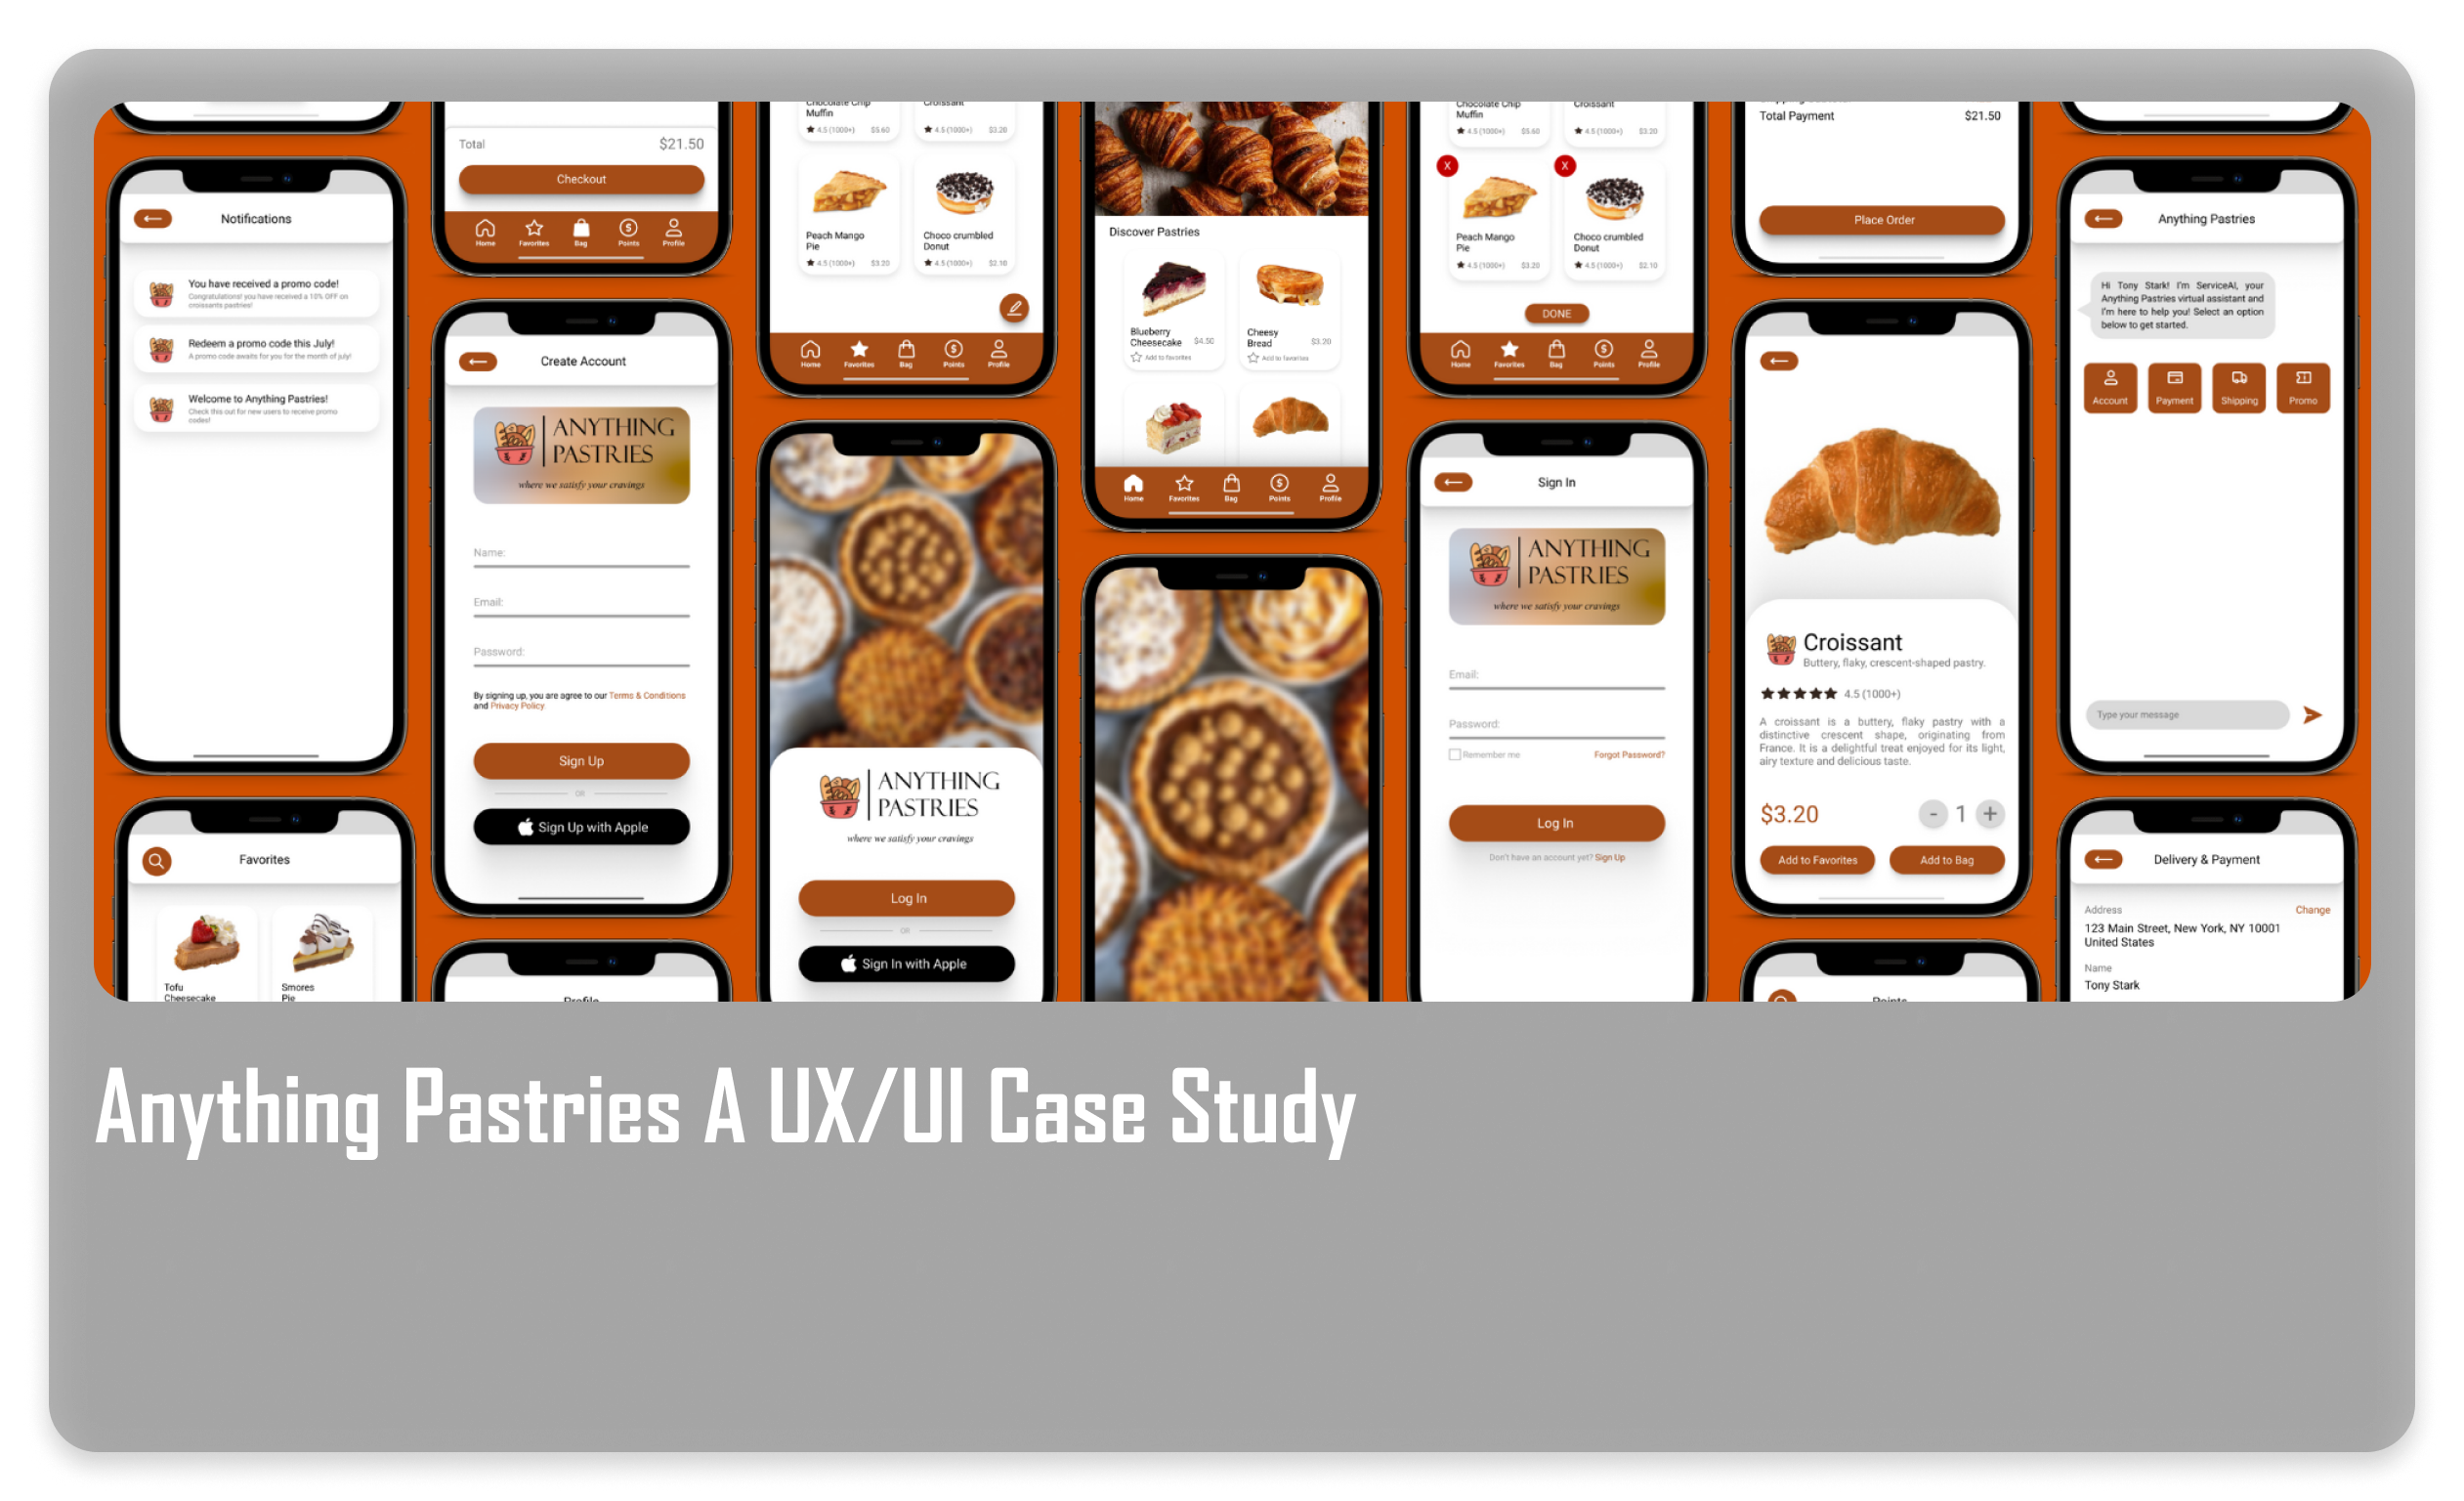 Notifications
You have received a promo code!
Congratulations! you have received a 10% OFF on
croissants pastries!
Redeem a promo code this July!
A promo code awaits for you for the month of july!
Welcome to Anything Pastries!
Check this out for new users to receive promo
codes!
Favorites
Tofu
Cheesecake
Smores
Pie
Total $21.50
Checkout
Home Favorites Bag Points Profile
Create Account
ANYTHING
PASTRIES
where we satisfy your cravings
Name:
Email:
Password:
By signing up, you are agree to our Terms & Conditions
and Privacy Policy
Sign Up
OR
Sign Up with Apple
Profile
Chocolate Chip
Muffin
4.5 (1000+) $5.60
Croissant
4.5 (1000+) $3.20
Peach Mango
Pie
4.5 (1000+) $3.20
Choco crumbled
Donut
4.5 (1000+) $2.10
Home Favorites Bag Points Profile
ANYTHING
PASTRIES
where we satisfy your cravings
Log In
OR
Sign In with Apple
Discover Pastries
Blueberry
Cheesecake $4.50
Add to favorites
Cheesy
Bread $3.20
Add to favorites
Home Favorites Bag Points Profile
Chocolate Chip
Muffin
4.5 (1000+) $5.60
Croissant
4.5 (1000+) $3.20
X
X
Peach Mango
Pie
4.5 (1000+) $3.20
Choco crumbled
Donut
4.5 (1000+) $2.10
DONE
Home Favorites Bag Points Profile
Sign In
ANYTHING
PASTRIES
where we satisfy your cravings
Email:
Password:
Remember me Forgot Password?
Log In
Don't have an account yet? Sign Up
Total Payment $21.50
Place Order
Croissant
Buttery, flaky, crescent-shaped pastry.
4.5 (1000+)
A croissant is a buttery, flaky pastry with a
distinctive crescent shape, originating from
France. It is a delightful treat enjoyed for its light,
airy texture and delicious taste.
$3.20 - 1 +
Add to Favorites Add to Bag
Points
Anything Pastries
Hi Tony Stark! I'm ServiceAI, your
Anything Pastries virtual assistant and
I'm here to help you! Select an option
below to get started.
Account Payment Shipping Promo
Type your message
Delivery & Payment
Address Change
123 Main Street, New York, NY 10001
United States
Name
Tony Stark
Anything Pastries A UX/UI Case Study